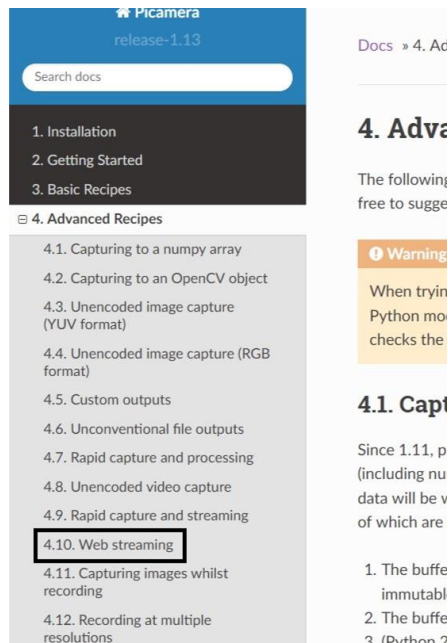 Picamera
release-1.13
Search docs
1. Installation
2. Getting Started
3. Basic Recipes
4. Advanced Recipes
4.1. Capturing to a numpy array
4.2. Capturing to an OpenCV object
4.3. Unencoded image capture
(YUV format)
4.4. Unencoded image capture (RGB
format)
4.5. Custom outputs
4.6. Unconventional file outputs
4.7. Rapid capture and processing
4.8. Unencoded video capture
4.9. Rapid capture and streaming
4.10. Web streaming
4.11. Capturing images whilst
recording
4.12. Recording at multiple
resolutions
Docs » 4. Ad
4. Adva
The following
free to sugge
Warning
When tryin
Python mo
checks the
4.1. Capt
Since 1.11, p
(including nu
data will be w
of which are
1. The buffe
immutabl
2. The buffe
3. (Python 2